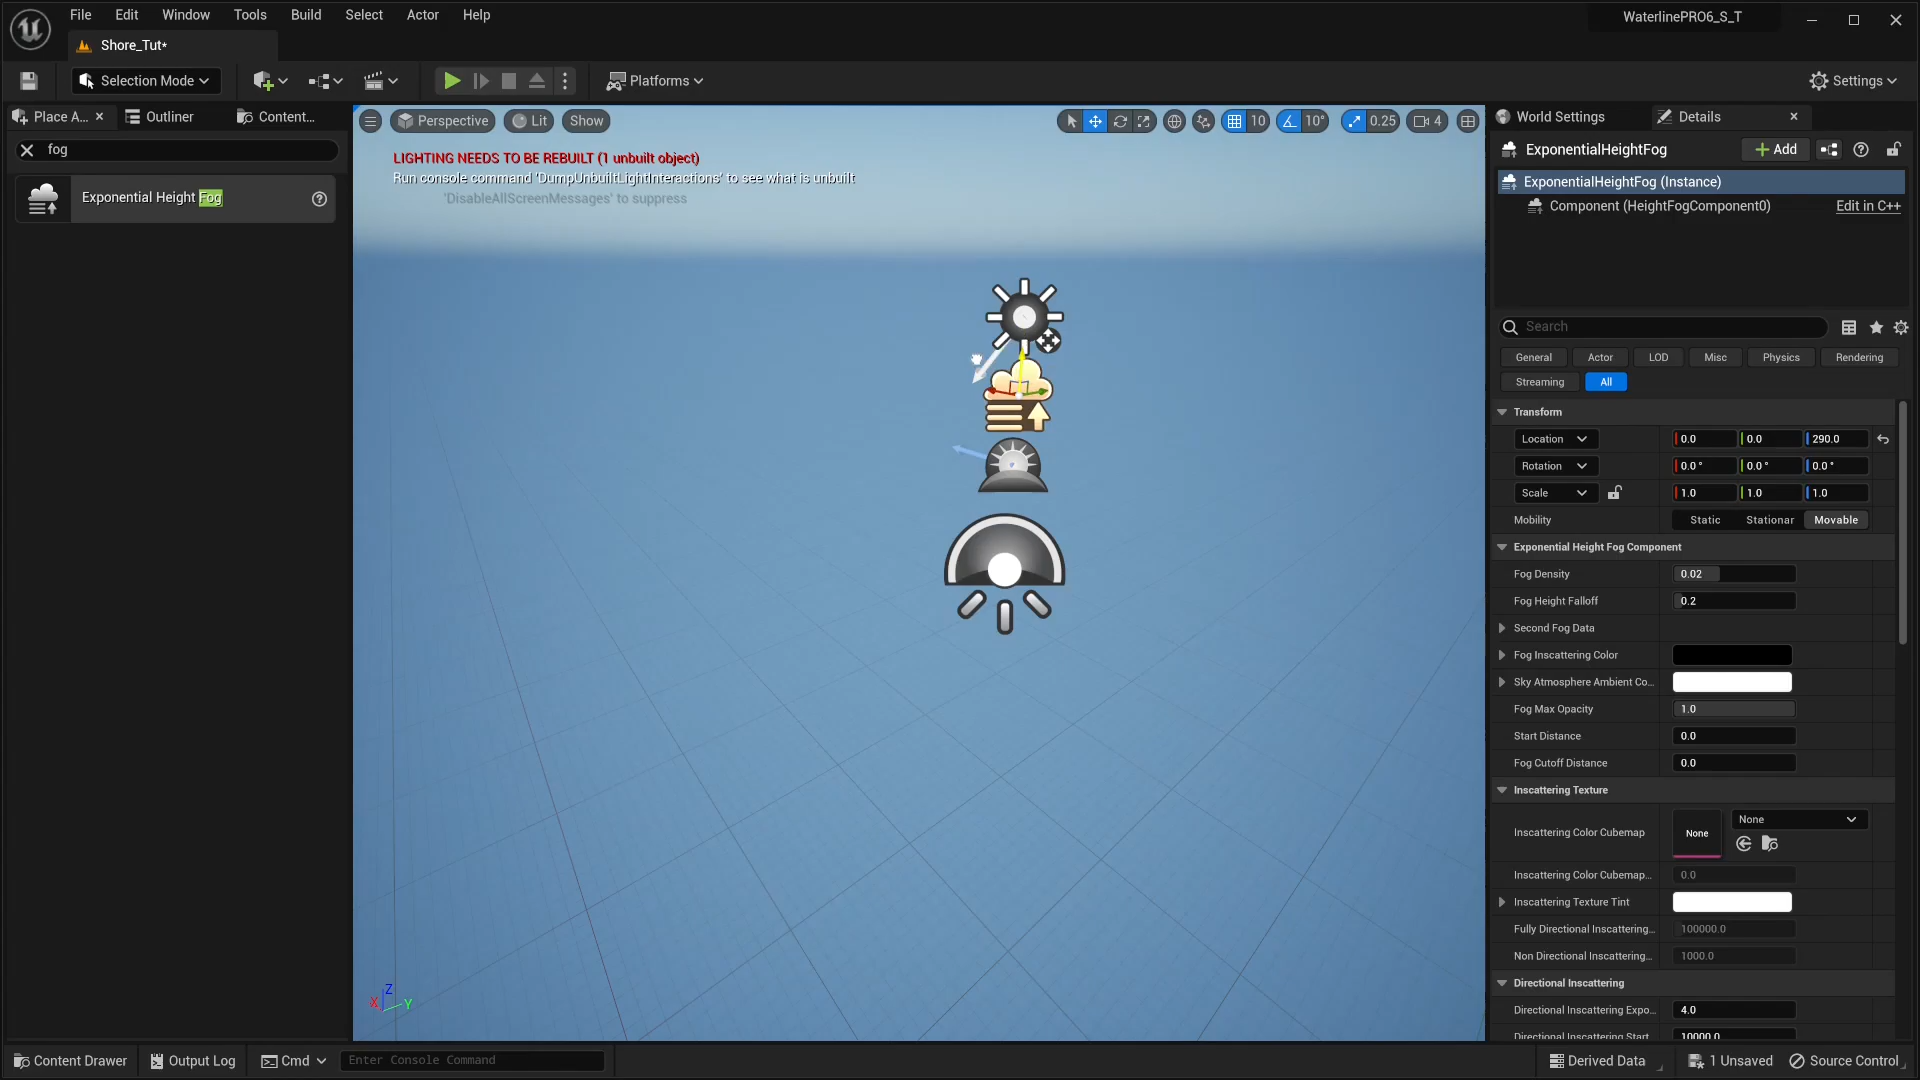 File Edit Window Tools Build Select Actor Help
WaterlinePRO6_S_T
Shore_Tut*
Selection Mode
Platforms
Settings
Place A...
Outliner
Content...
fog
Exponential Height Fog
Perspective
Lit
Show
10
10°
0.25
4
LIGHTING NEEDS TO BE REBUILT (1 unbuilt object)
Run console command 'DumpUnbuiltLightInteractions' to see what is unbuilt
'DisableAllScreenMessages' to suppress
Z
X
Y
World Settings
Details
ExponentialHeightFog
Add
ExponentialHeightFog (Instance)
Component (HeightFogComponent0) Edit in C++
Search
General Actor LOD Misc Physics Rendering
Streaming All
Transform
Location 0.0 0.0 290.0
Rotation 0.0 ° 0.0 ° 0.0 °
Scale 1.0 1.0 1.0
Mobility Static Stationar Movable
Exponential Height Fog Component
Fog Density 0.02
Fog Height Falloff 0.2
Second Fog Data
Fog Inscattering Color
Sky Atmosphere Ambient Co...
Fog Max Opacity 1.0
Start Distance 0.0
Fog Cutoff Distance 0.0
Inscattering Texture
Inscattering Color Cubemap None None
Inscattering Color Cubemap... 0.0
Inscattering Texture Tint
Fully Directional Inscattering... 100000.0
Non Directional Inscattering... 1000.0
Directional Inscattering
Directional Inscattering Expo... 4.0
Directional Inscattering Start 10000.0
Content Drawer
Output Log
Cmd
Enter Console Command
Derived Data
1 Unsaved
Source Control